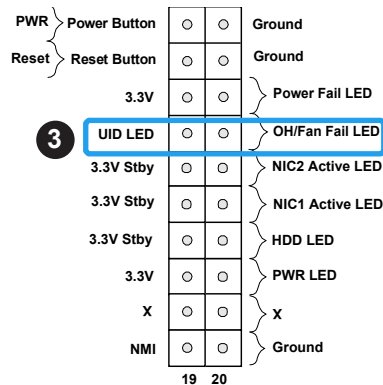 PWR Power Button Ground
Reset Reset Button Ground
3.3V Power Fail LED
3 UID LED OH/Fan Fail LED
3.3V Stby NIC2 Active LED
3.3V Stby NIC1 Active LED
3.3V Stby HDD LED
3.3V PWR LED
X X
NMI Ground
19 20